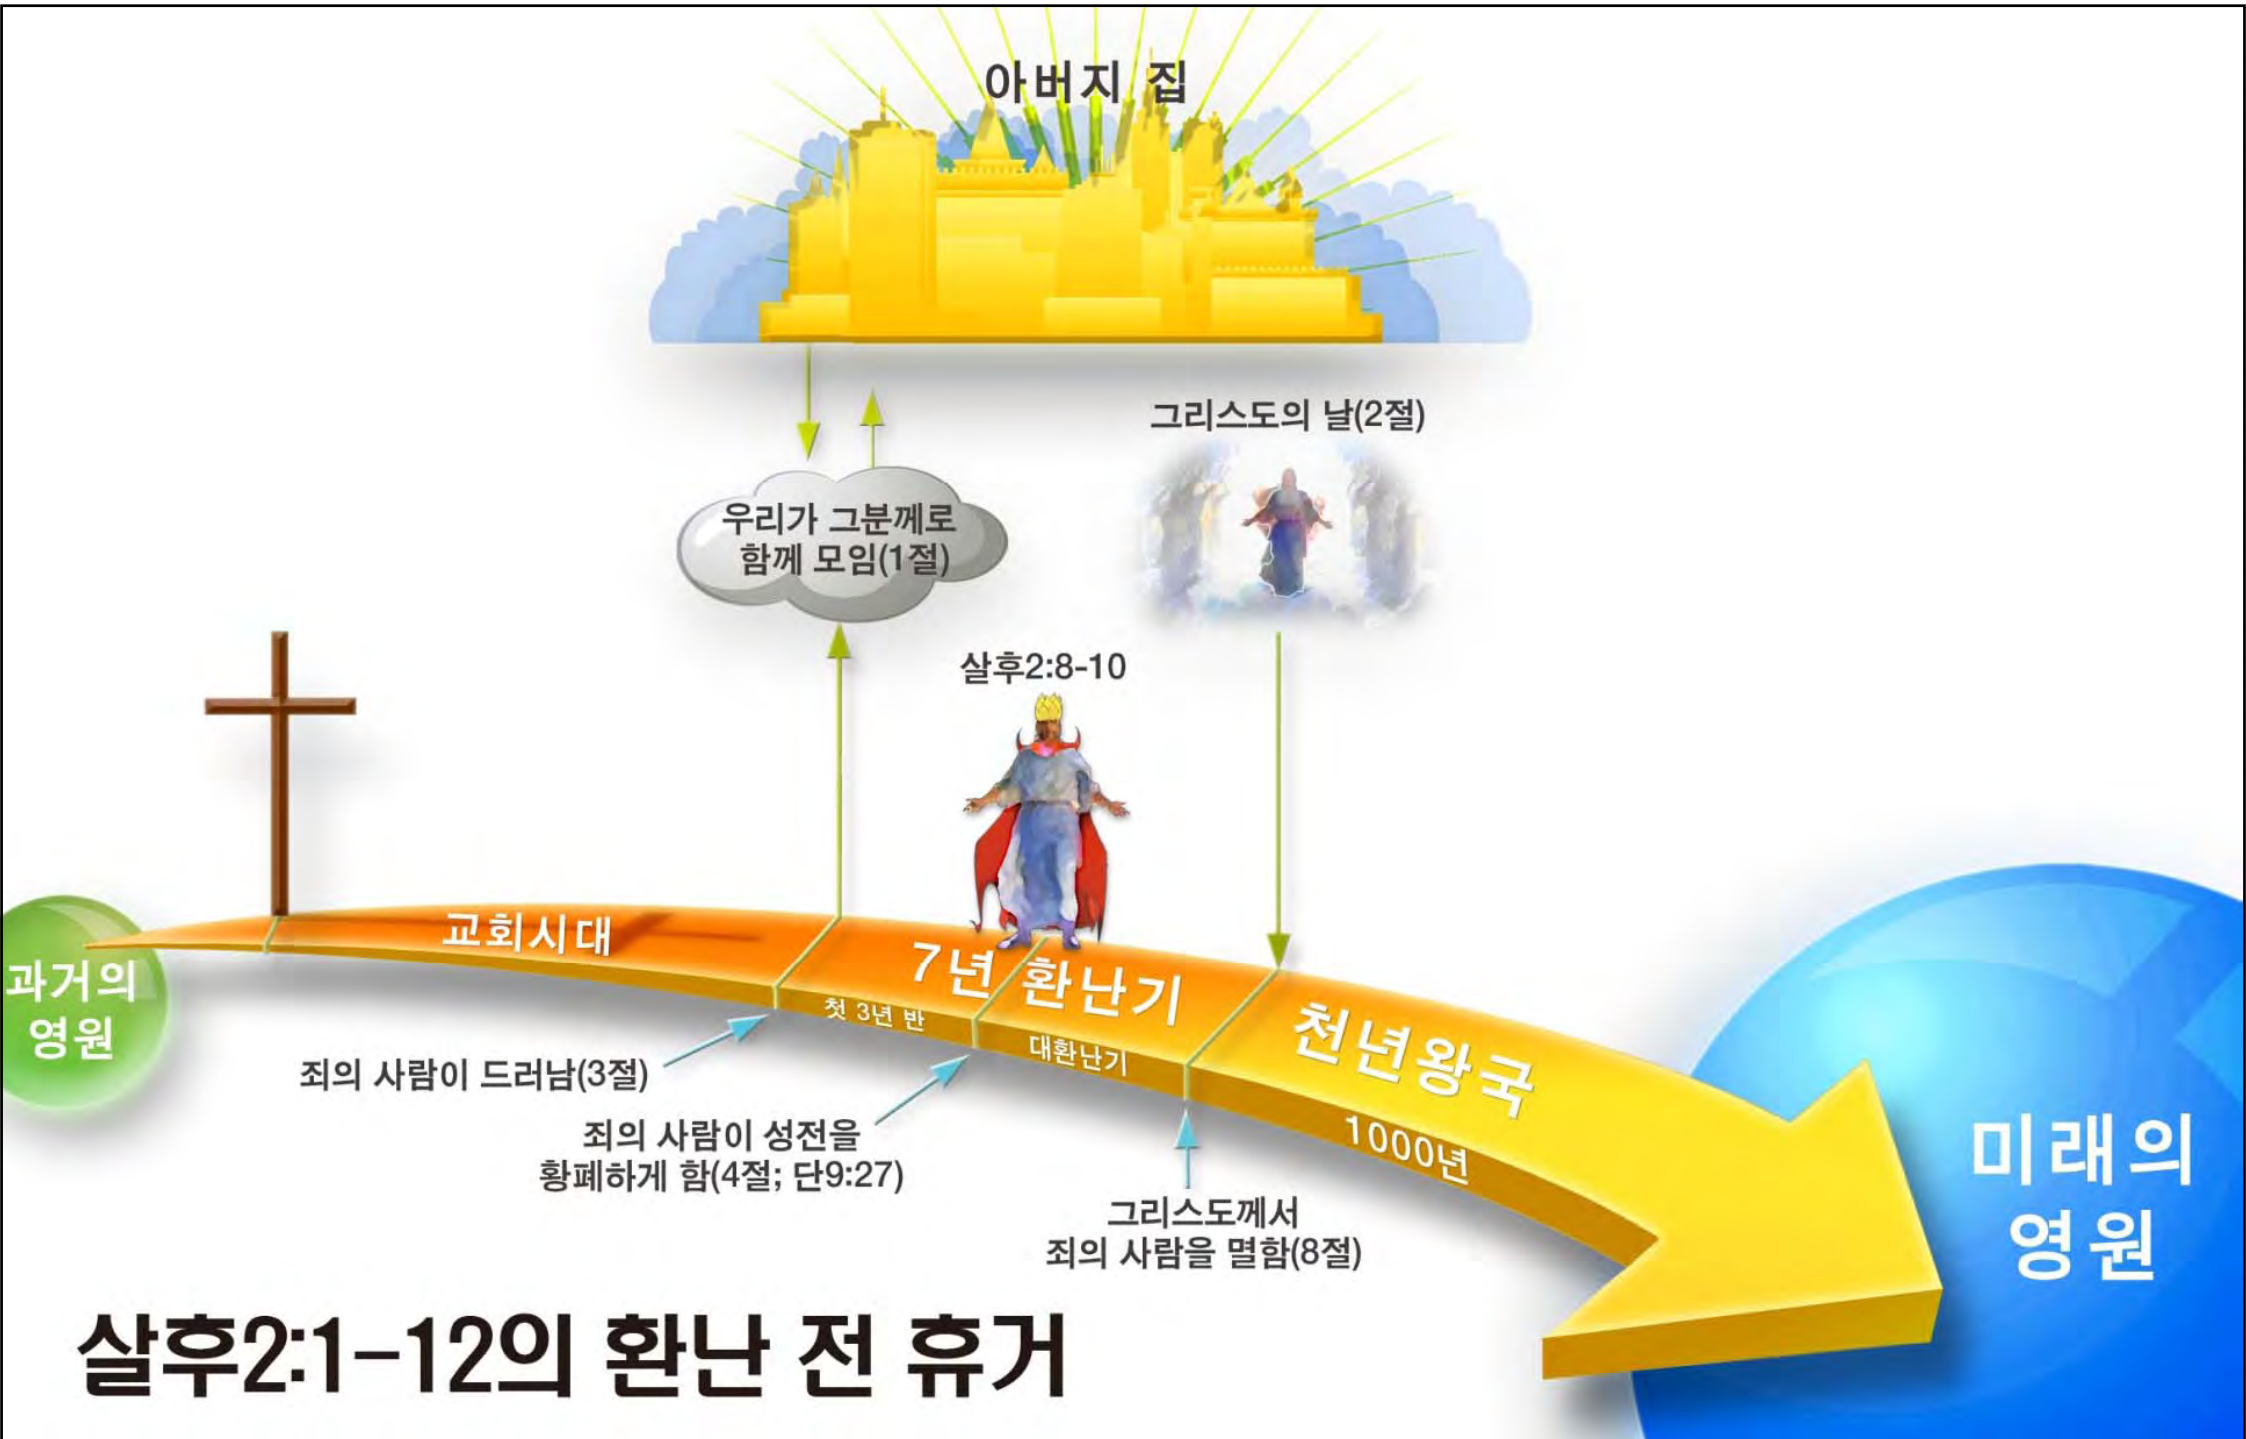 아버지 집
그리스도의 날(2절)
우리가 그분께로
함께 모임(1절)
살후2:8-10
교회시대
7년 환난기
첫 3년 반
대환난기
천년왕국
1000년
과거의
영원
미래의
영원
죄의 사람이 드러남(3절)
죄의 사람이 성전을
황폐하게 함(4절; 단9:27)
그리스도께서
죄의 사람을 멸함(8절)
살후2:1-12의 환난 전 휴거